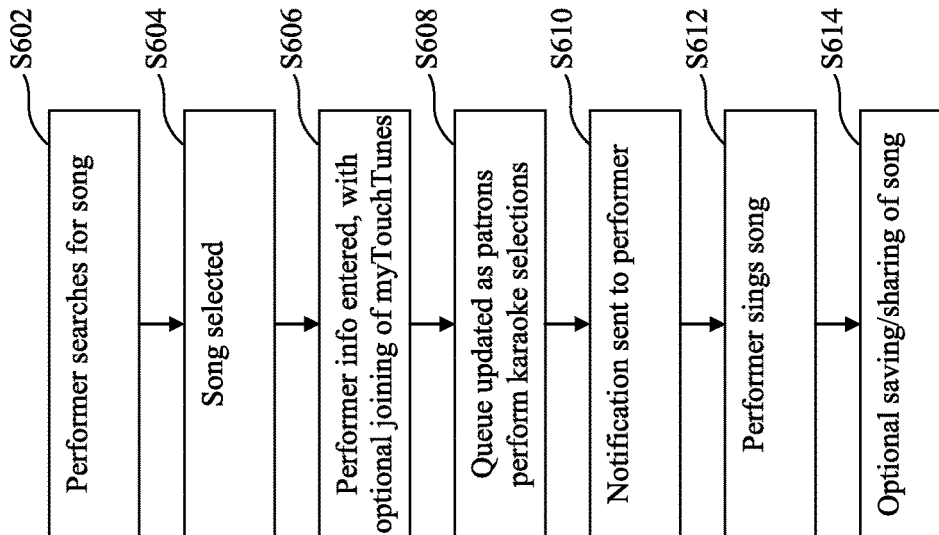 S602
Performer searches for song
S604
Song selected
S606
Performer info entered, with
optional joining of myTouchTunes
S608
Queue updated as patrons
perform karaoke selections
S610
Notification sent to performer
S612
Performer sings song
S614
Optional saving/sharing of song